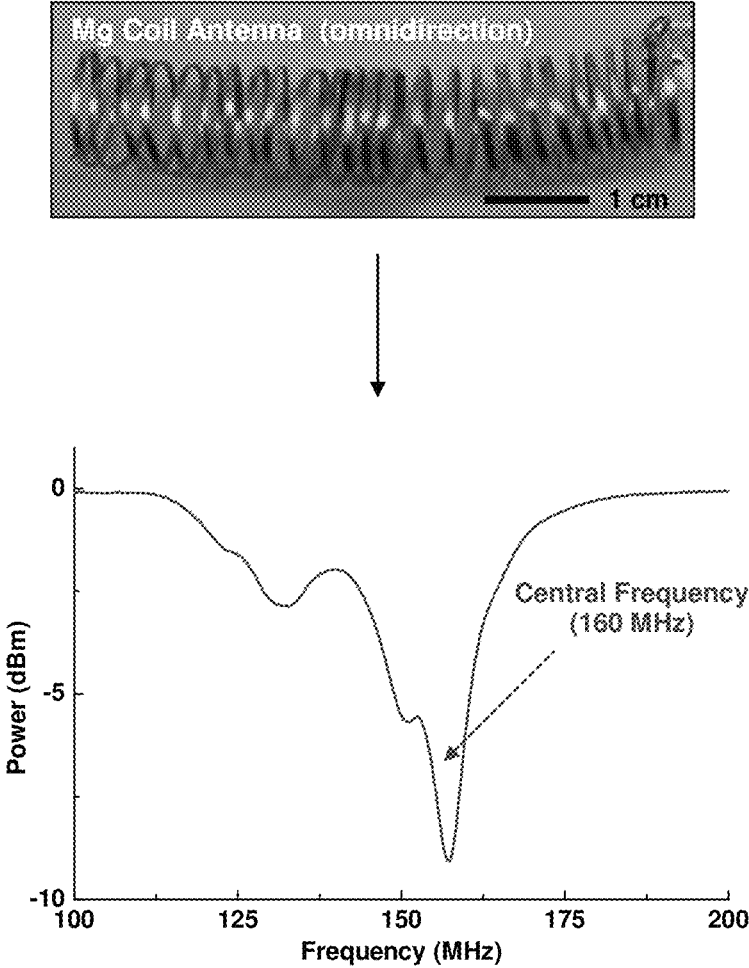 Mg Coil Antenna (omnidirection)
1 cm
0
-5
-10
Power (dBm)
Central Frequency
(160 MHz)
100 125 150 175 200
Frequency (MHz)